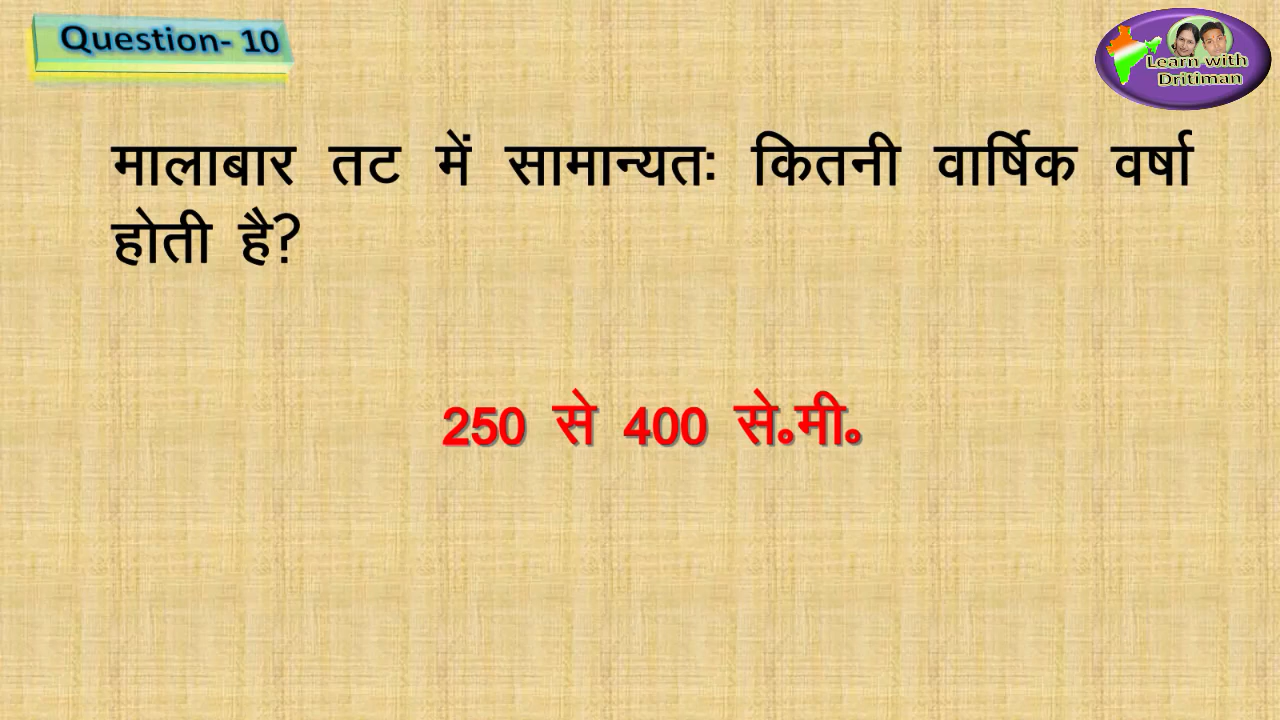 Question- 10
Learn with
Dritiman
मालाबार तट में सामान्यतः कितनी वार्षिक वर्षा
होती है?
250 से 400 से॰मी॰